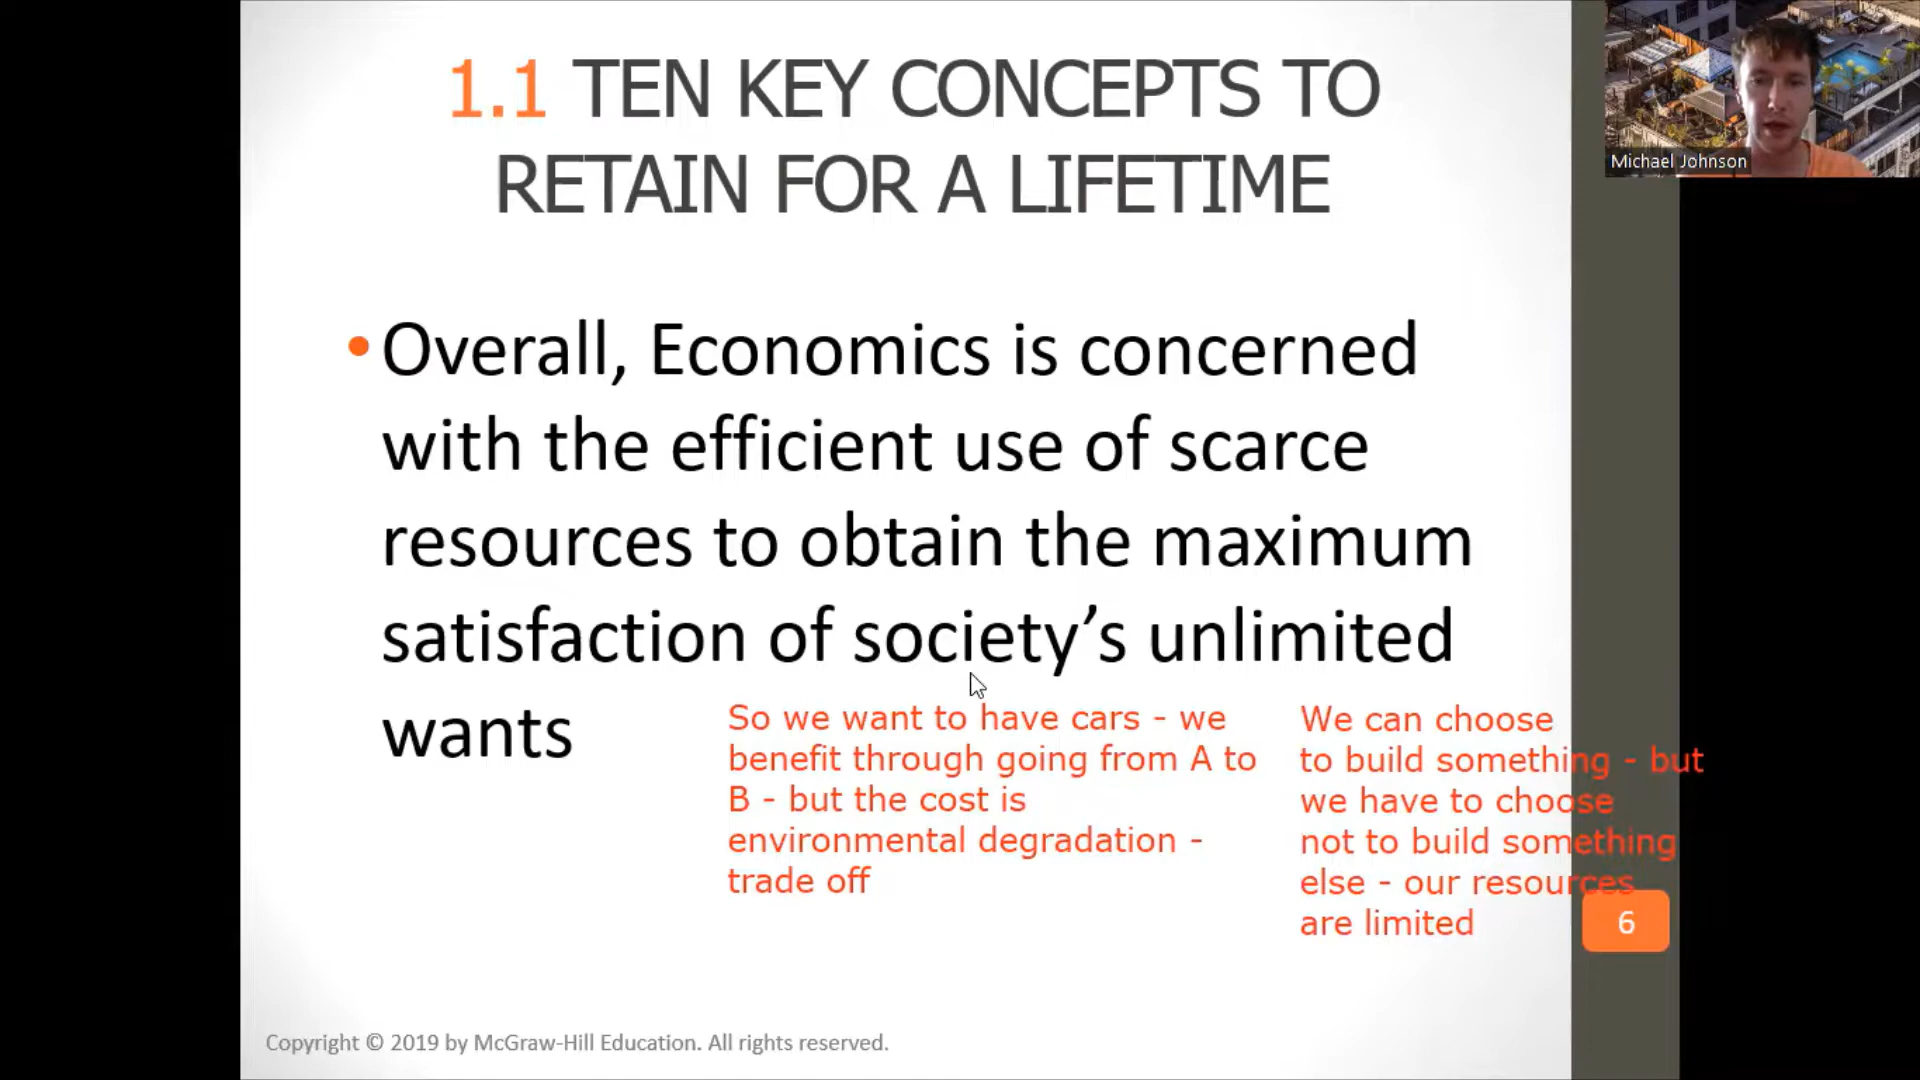 1.1 TEN KEY CONCEPTS TO
RETAIN FOR A LIFETIME
Michael Johnson
•Overall, Economics is concerned
with the efficient use of scarce
resources to obtain the maximum
satisfaction of society’s unlimited
wants
So we want to have cars - we
benefit through going from A to
B - but the cost is
environmental degradation -
trade off
We can choose
to build something - but
we have to choose
not to build something
else - our resources
are limited
6
Copyright © 2019 by McGraw-Hill Education. All rights reserved.